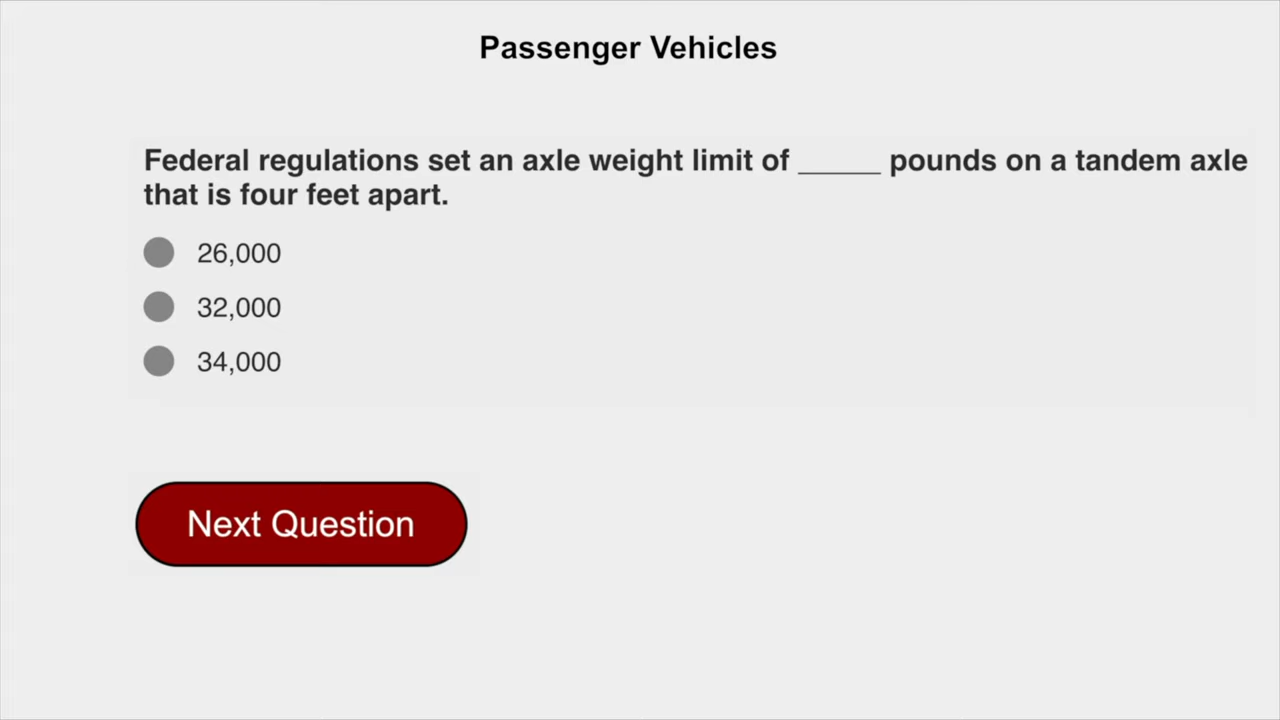 Passenger Vehicles
Federal regulations set an axle weight limit of _____ pounds on a tandem axle
that is four feet apart.
26,000
32,000
34,000
Next Question